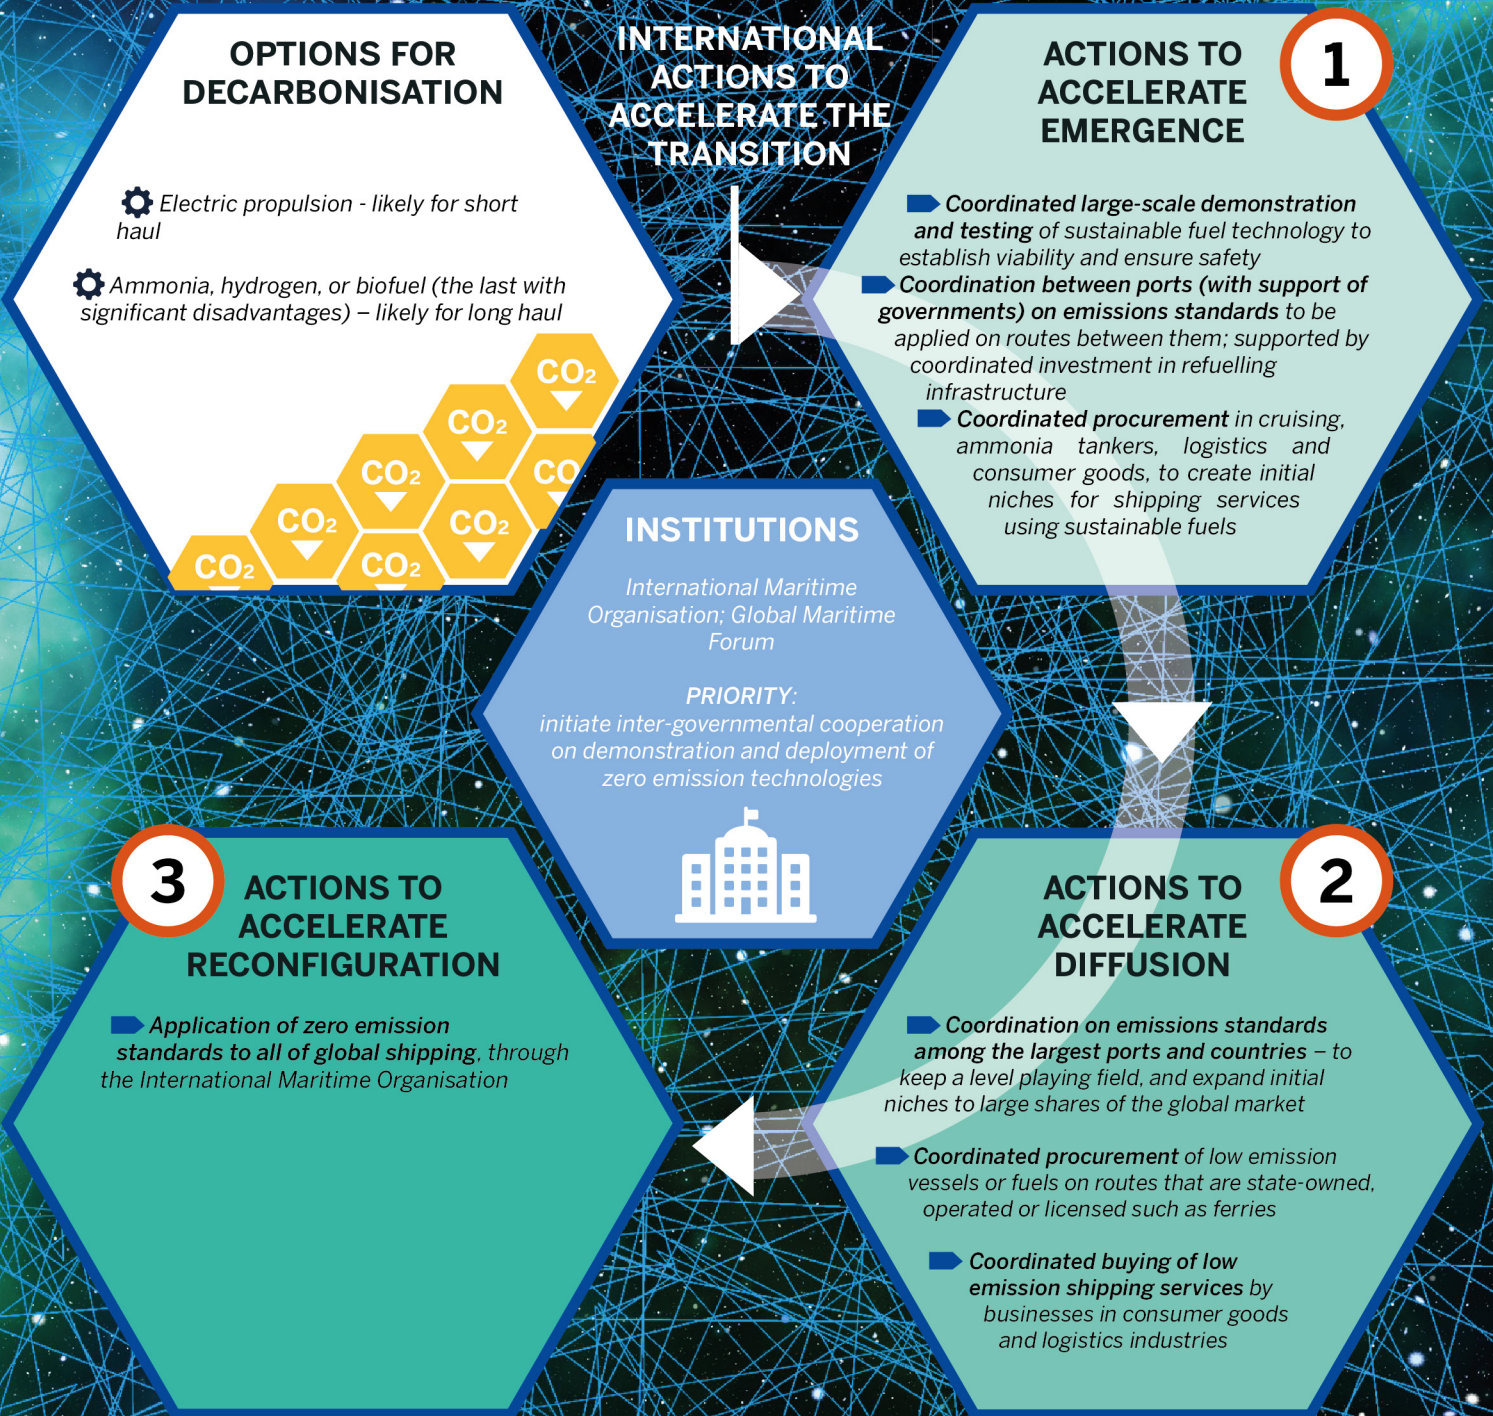 OPTIONS FOR
DECARBONISATION
Electric propulsion - likely for short
haul
Ammonia, hydrogen, or biofuel (the last with
significant disadvantages) – likely for long haul
CO2
CO2
CO2
CO2
CO
CO2
CO2
CO2
INTERNATIONAL
ACTIONS TO
ACCELERATE THE
TRANSITION
1
ACTIONS TO
ACCELERATE
EMERGENCE
Coordinated large-scale demonstration
and testing of sustainable fuel technology to
establish viability and ensure safety
Coordination between ports (with support of
governments) on emissions standards to be
applied on routes between them; supported by
coordinated investment in refuelling
infrastructure
Coordinated procurement in cruising,
ammonia tankers, logistics and
consumer goods, to create initial
niches for shipping services
using sustainable fuels
INSTITUTIONS
International Maritime
Organisation; Global Maritime
Forum
PRIORITY:
initiate inter-governmental cooperation
on demonstration and deployment of
zero emission technologies
2
ACTIONS TO
ACCELERATE
DIFFUSION
Coordination on emissions standards
among the largest ports and countries – to
keep a level playing field, and expand initial
niches to large shares of the global market
Coordinated procurement of low emission
vessels or fuels on routes that are state-owned,
operated or licensed such as ferries
Coordinated buying of low
emission shipping services by
businesses in consumer goods
and logistics industries
3
ACTIONS TO
ACCELERATE
RECONFIGURATION
Application of zero emission
standards to all of global shipping, through
the International Maritime Organisation